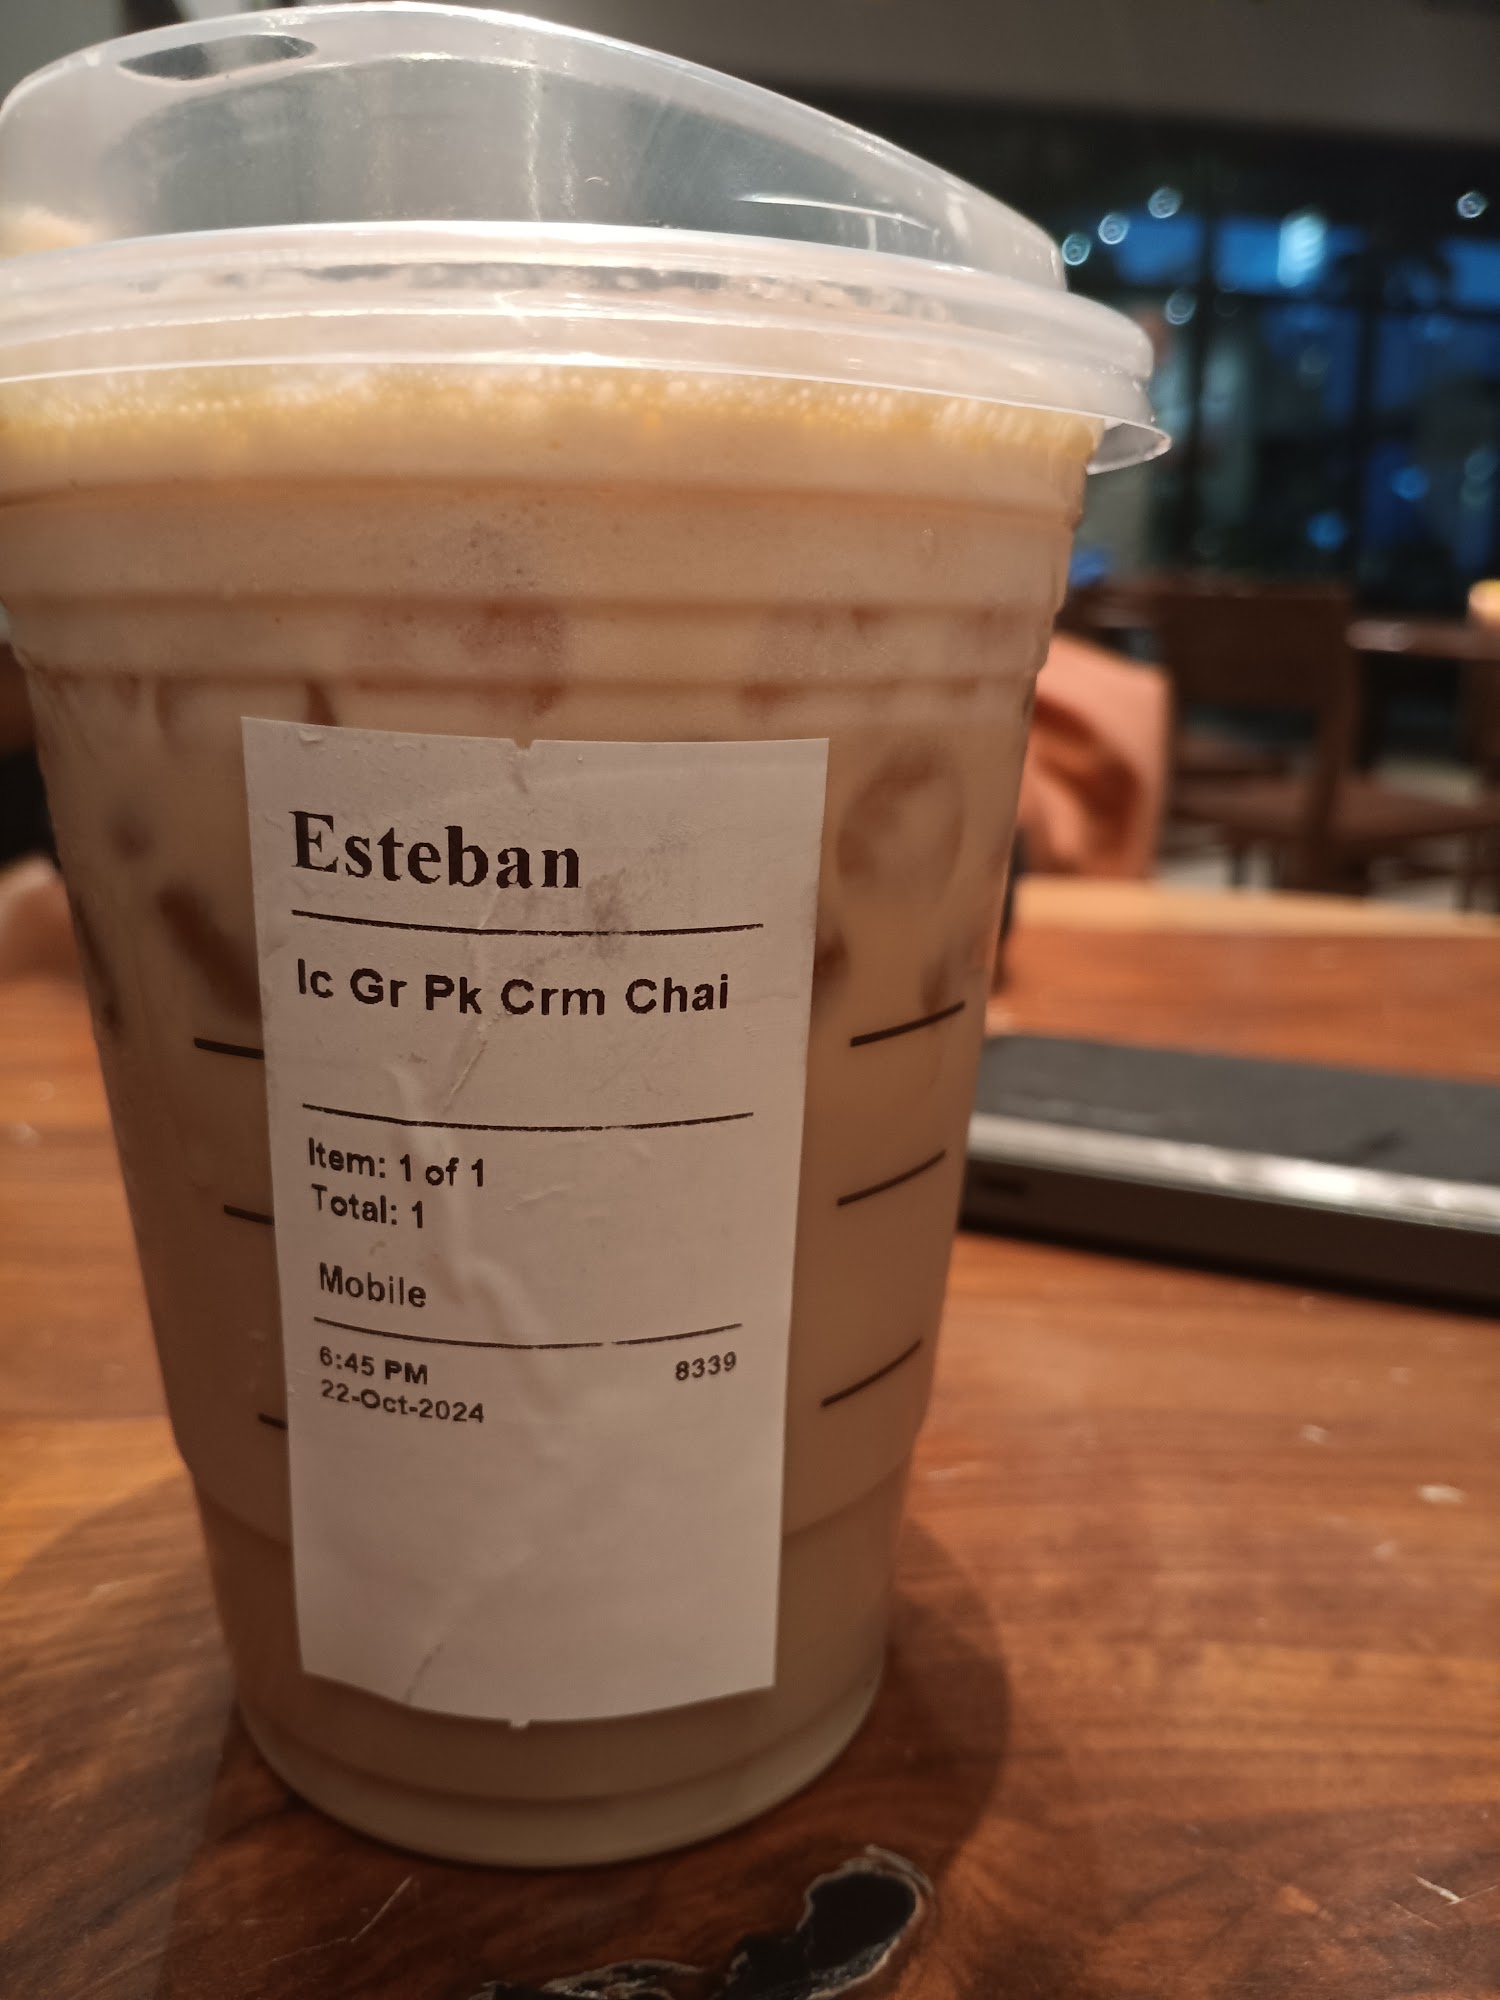 Esteban
Ic Gr Pk Crm Chai
Item: 1 of 1
Total: 1
Mobile
6:45 PM 8339
22-Oct-2024